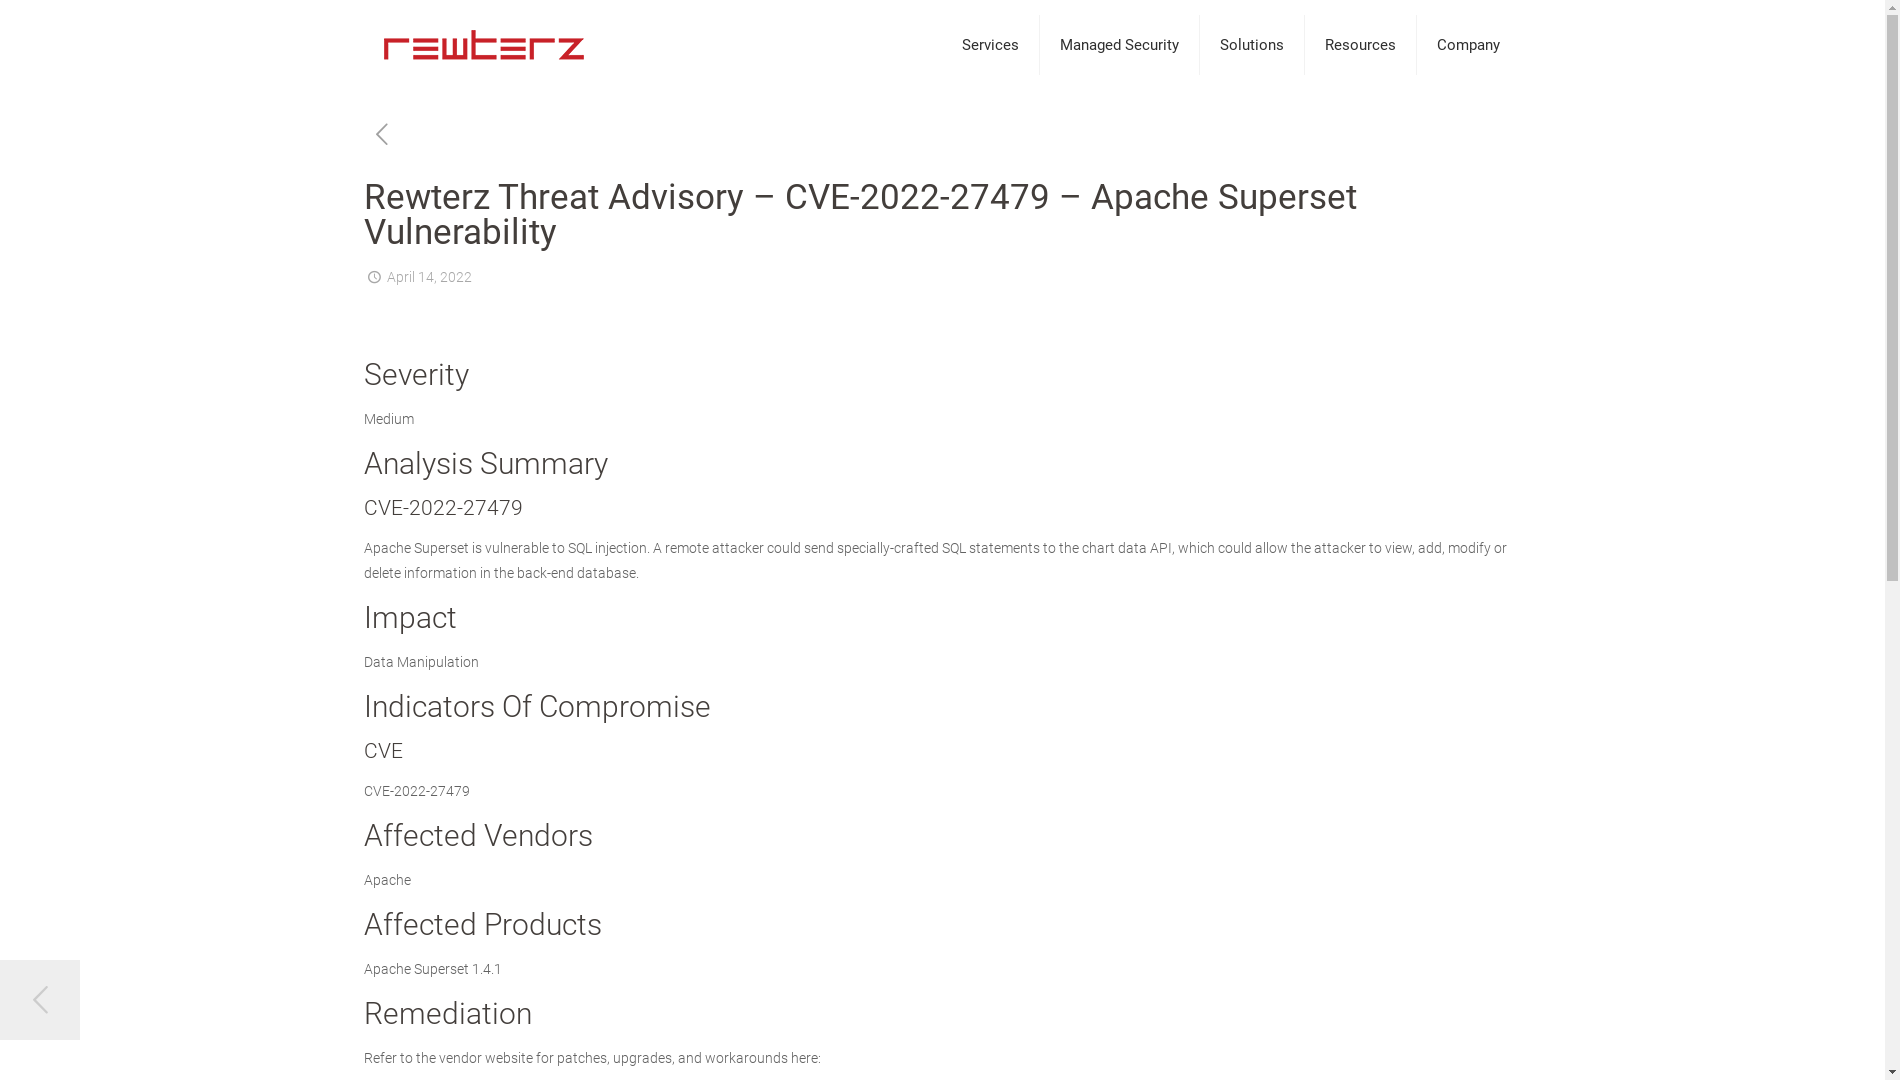 rewterz
Services
Managed Security
Solutions
Resources
Company
Rewterz Threat Advisory – CVE-2022-27479 – Apache Superset
Vulnerability
April 14, 2022
Severity
Medium
Analysis Summary
CVE-2022-27479
Apache Superset is vulnerable to SQL injection. A remote attacker could send specially-crafted SQL statements to the chart data API, which could allow the attacker to view, add, modify or
delete information in the back-end database.
Impact
Data Manipulation
Indicators Of Compromise
CVE
CVE-2022-27479
Affected Vendors
Apache
Affected Products
Apache Superset 1.4.1
Remediation
Refer to the vendor website for patches, upgrades, and workarounds here: